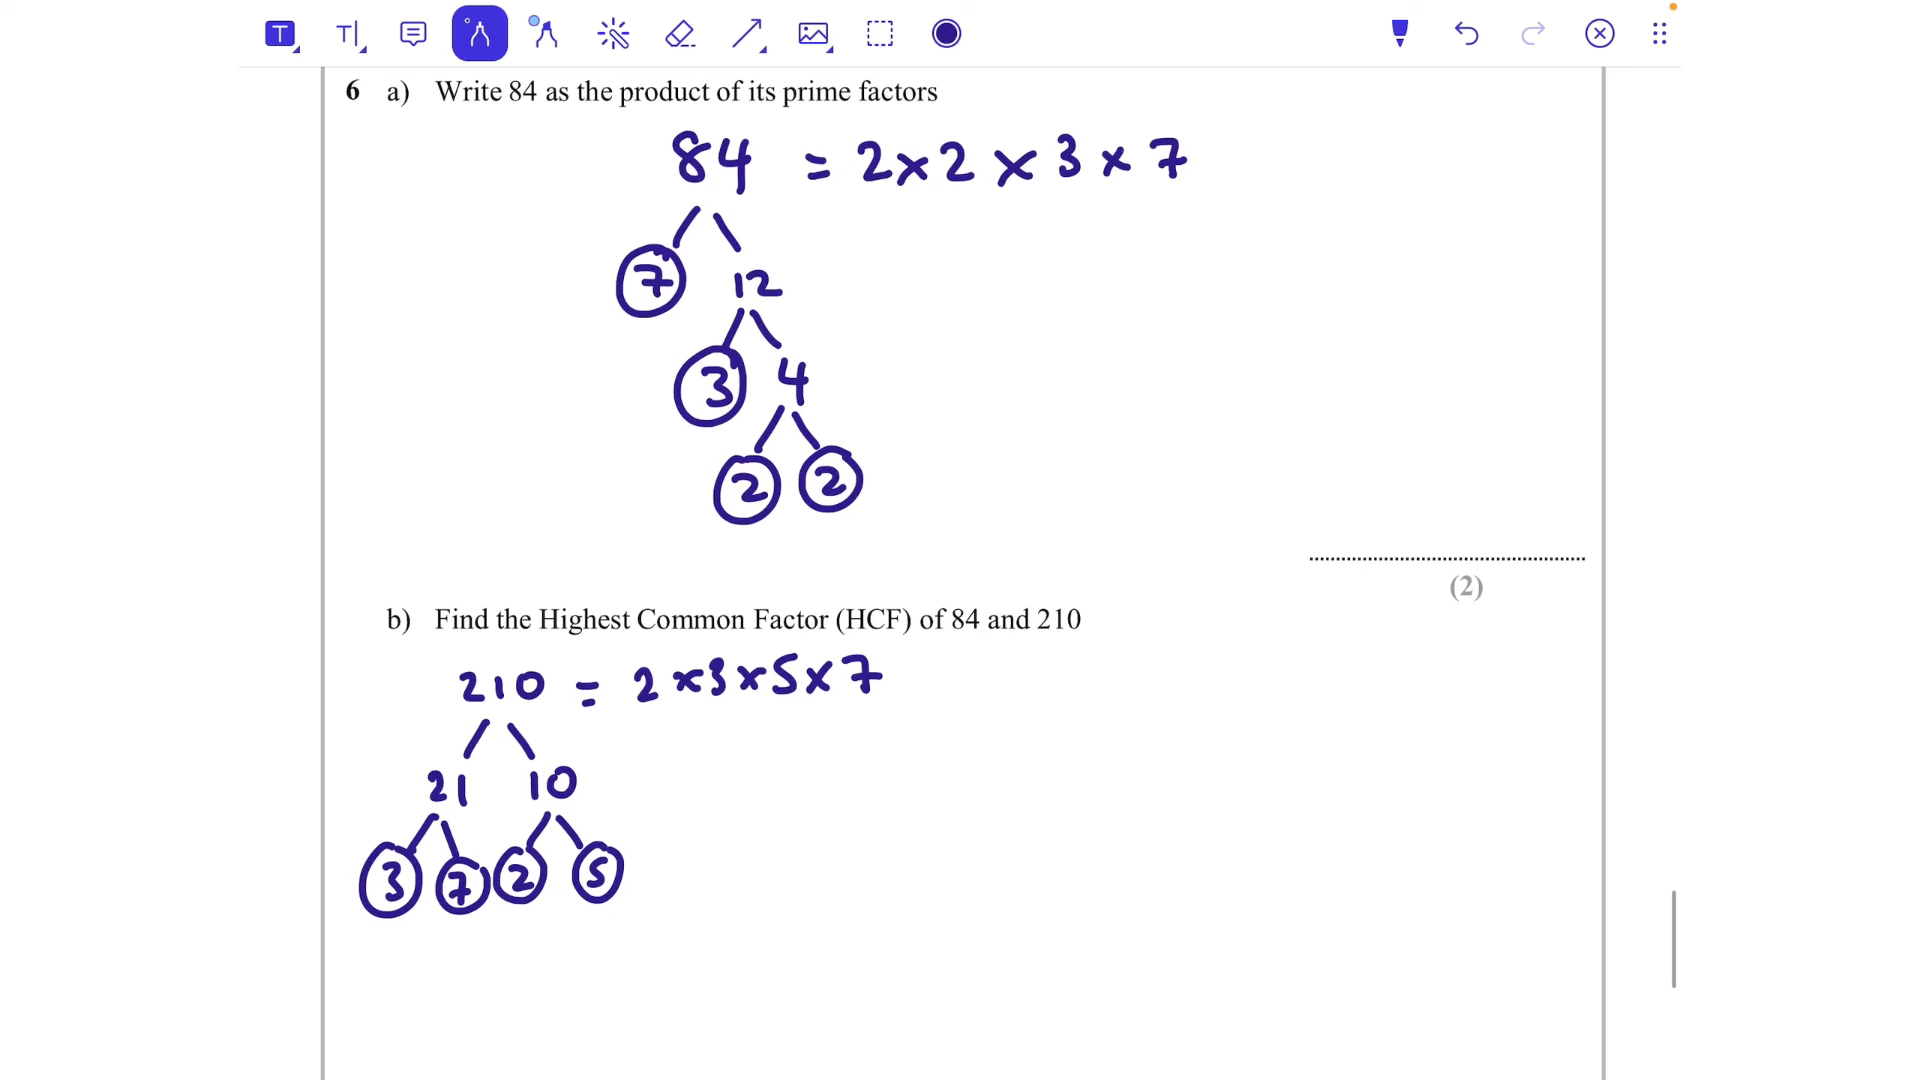 T T|
6 a) Write 84 as the product of its prime factors
84 = 2 x 2 x 3 x 7
7 12
3 4
2 2
(2)
b) Find the Highest Common Factor (HCF) of 84 and 210
210 = 2 x 3 x 5 x 7
21 10
3 7 2 5